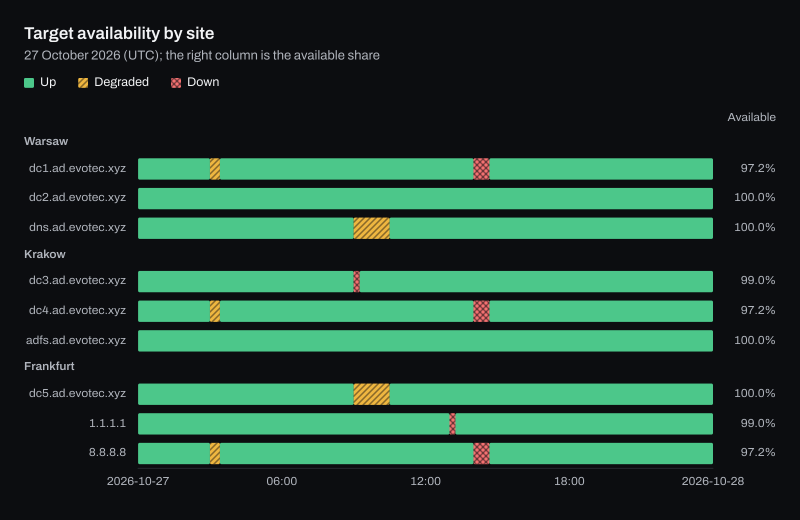 Target availability by site
27 October 2026 (UTC); the right column is the available share
Up Degraded Down
Available
Warsaw
dc1.ad.evotec.xyz 97.2%
dc2.ad.evotec.xyz 100.0%
dns.ad.evotec.xyz 100.0%
Krakow
dc3.ad.evotec.xyz 99.0%
dc4.ad.evotec.xyz 97.2%
adfs.ad.evotec.xyz 100.0%
Frankfurt
dc5.ad.evotec.xyz 100.0%
1.1.1.1 99.0%
8.8.8.8 97.2%
2026-10-27 06:00 12:00 18:00 2026-10-28